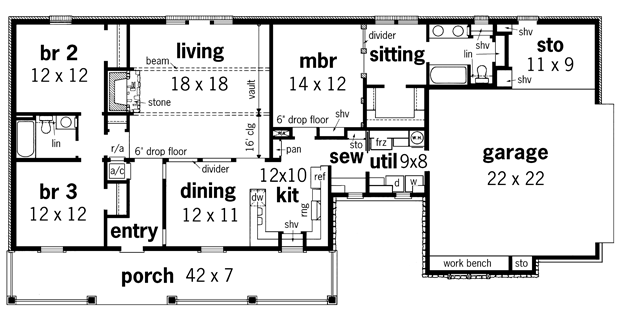 br 2
12 x 12
living
beam
18 x 18
stone
vault
mbr
14 x 12
divider
sitting
lin
shv
shv
shv
sto
11 x 9
6' drop floor
shv
lin
r/a
a/c
6' drop floor
16' clg
pan
sew
sto
frz
util 9x8
w
d
w
garage
22 x 22
br 3
12 x 12
divider
dining
12 x 11
12x10
kit
ref
dw
rng
shv
entry
work bench
sto
porch 42 x 7